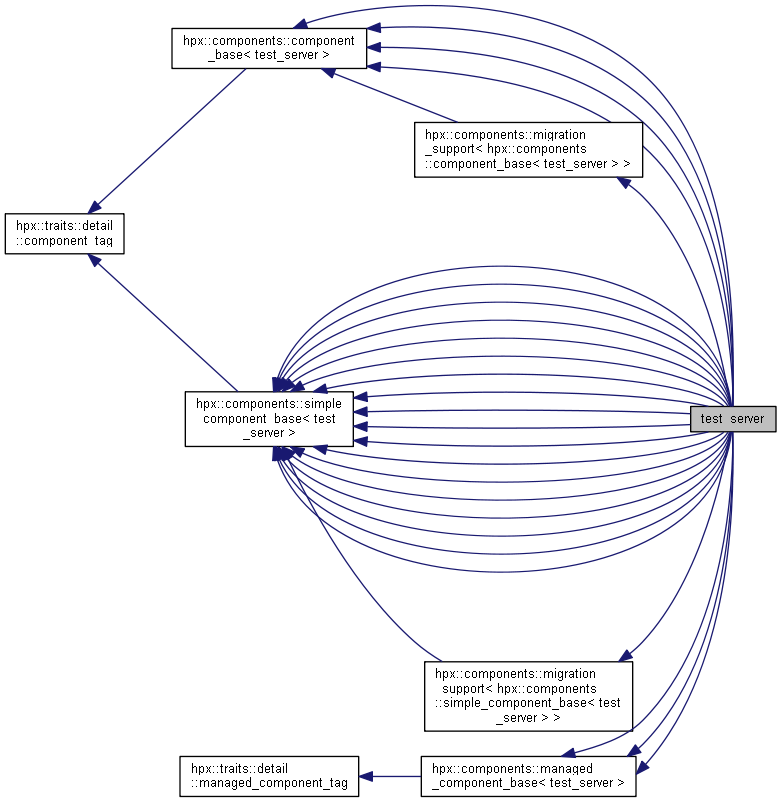 hpx::components::component
_base< test_server >
hpx::components::migration
_support< hpx::components
::component_base< test_server > >
hpx::traits::detail
::component_tag
hpx::components::simple
_component_base< test
_server >
test_server
hpx::components::migration
_support< hpx::components
::simple_component_base< test
_server > >
hpx::traits::detail
::managed_component_tag
hpx::components::managed
_component_base< test_server >